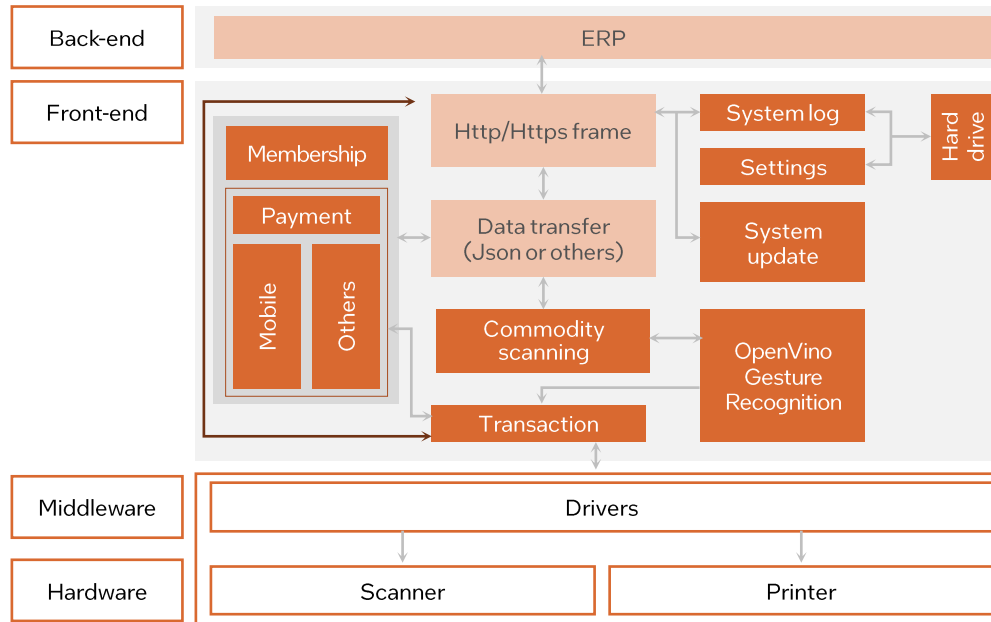 Back-end
ERP
Front-end
Http/Https frame
System log
Hard
drive
Membership
Settings
Payment
Data transfer
(Json or others)
System
update
Mobile
Others
Commodity
scanning
OpenVino
Gesture
Recognition
Transaction
Middleware
Drivers
Hardware
Scanner
Printer